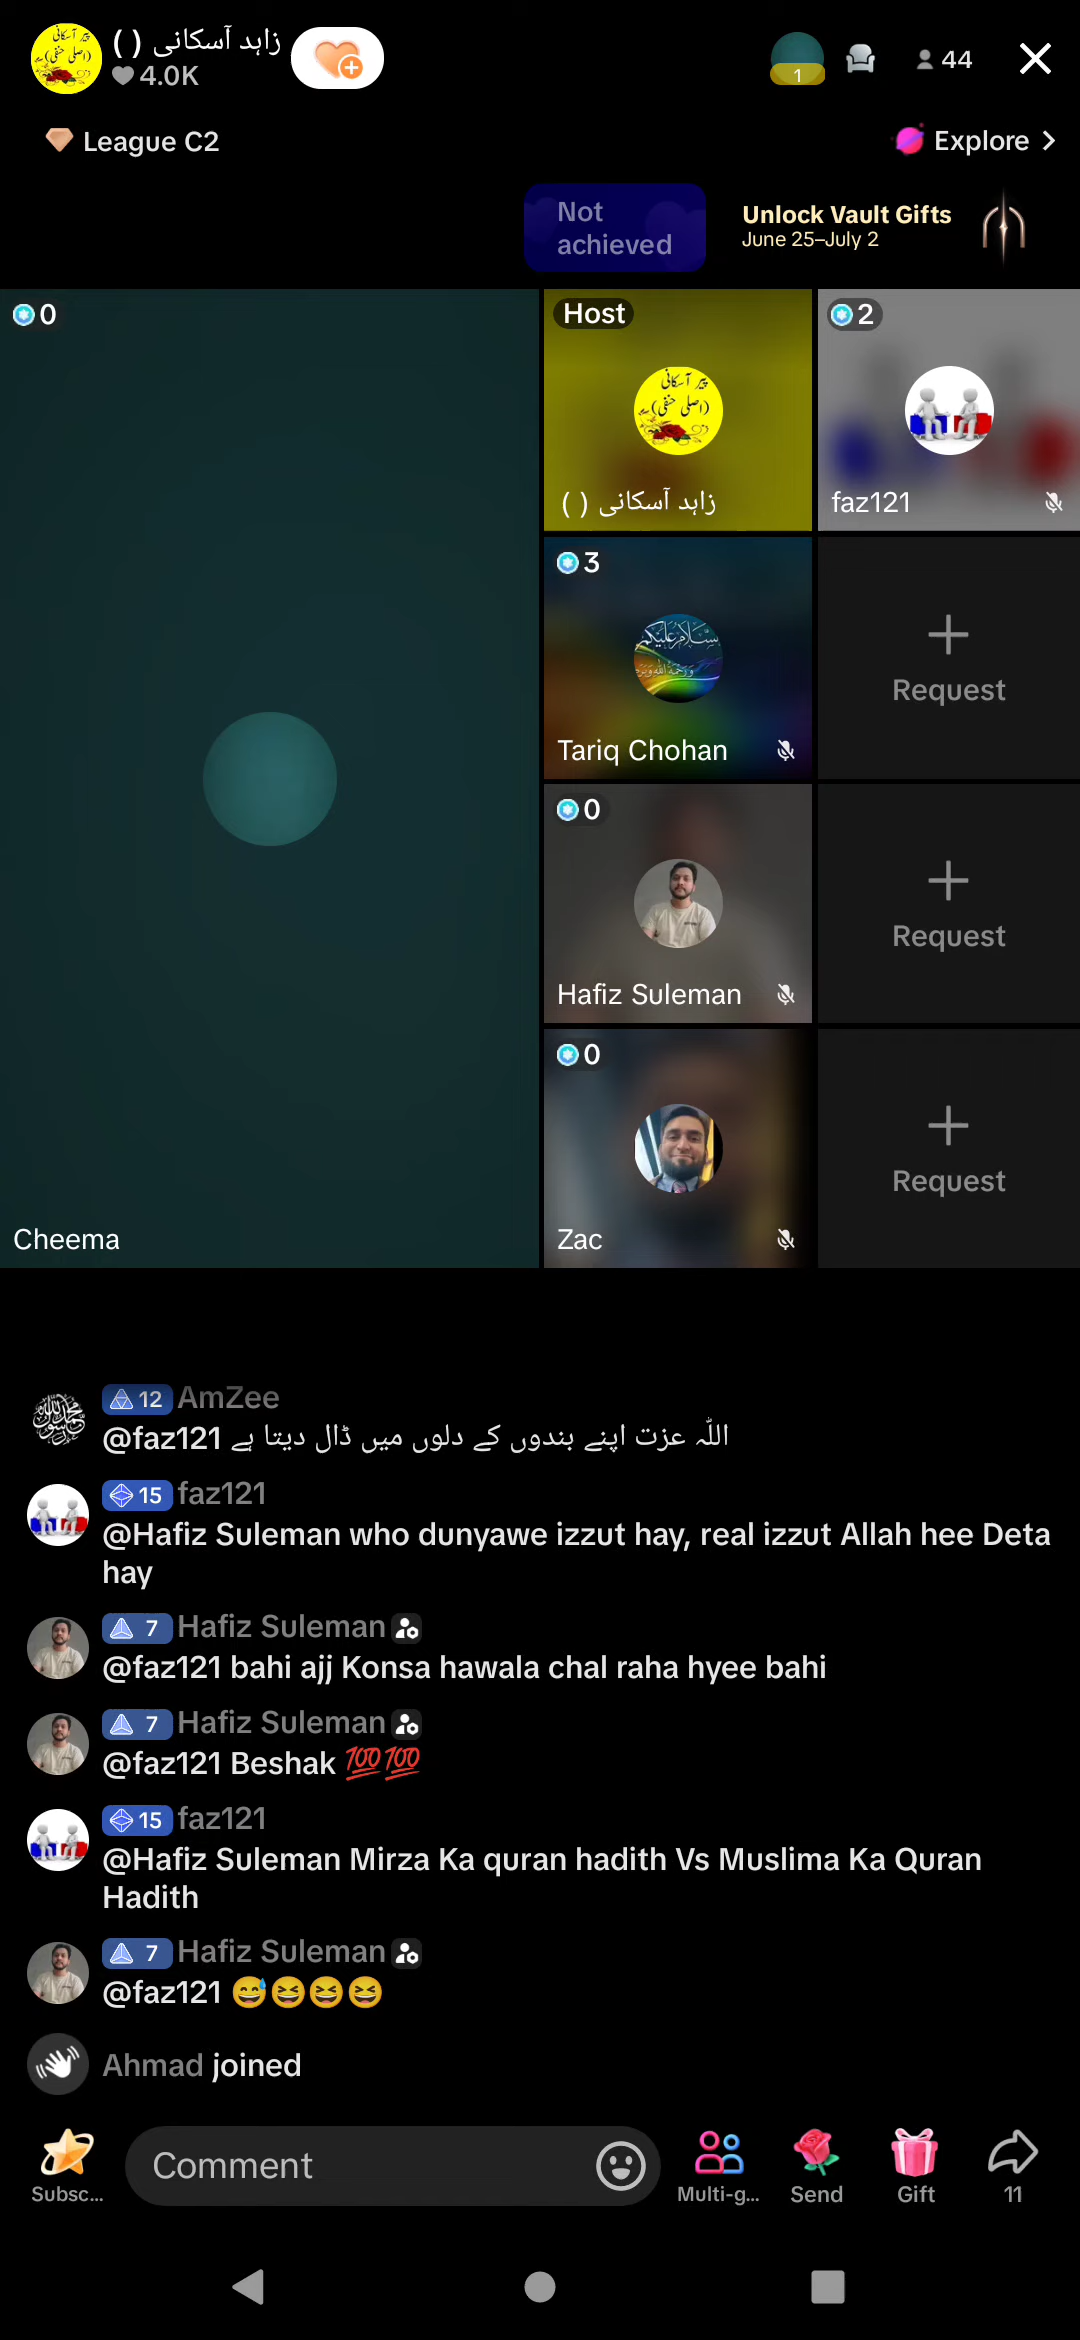 زاہد آسکانی ( )
4.0K
1
44
League C2
Explore
Not
achieved
Unlock Vault Gifts
June 25–July 2
0
Cheema
Host
پیر آسکانی
(اصلی حنفی)
زاہد آسکانی ( )
2
faz121
3
Tariq Chohan
Request
0
Hafiz Suleman
Request
0
Zac
Request
12 AmZee
@faz121 اللّٰہ عزت اپنے بندوں کے دلوں میں ڈال دیتا ہے
15 faz121
@Hafiz Suleman who dunyawe izzut hay, real izzut Allah hee Deta
hay
7 Hafiz Suleman
@faz121 bahi ajj Konsa hawala chal raha hyee bahi
7 Hafiz Suleman
@faz121 Beshak 💯💯
15 faz121
@Hafiz Suleman Mirza Ka quran hadith Vs Muslima Ka Quran
Hadith
7 Hafiz Suleman
@faz121 😅😆😆😆
Ahmad joined
Comment
Subsc...
Multi-g...
Send
Gift
11